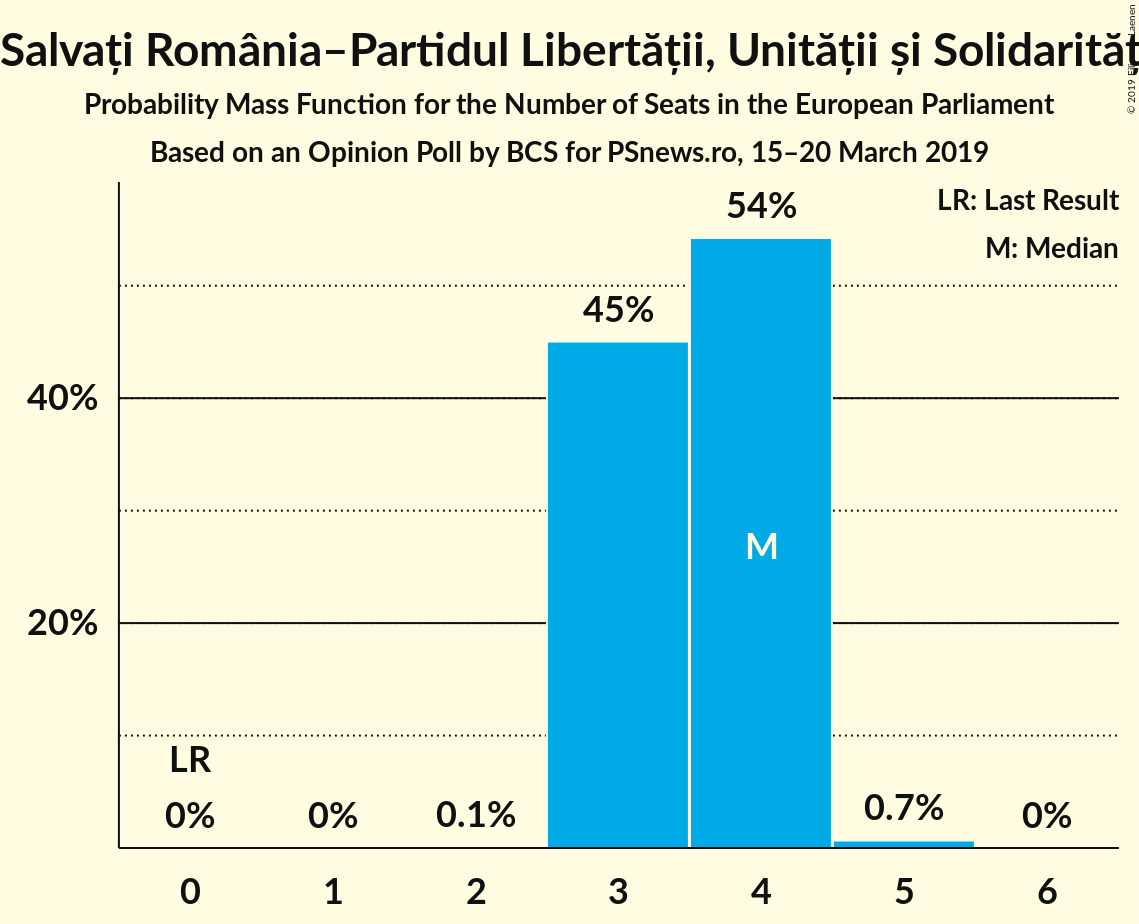 Salvați România–Partidul Libertății, Unității și Solidarităț
Probability Mass Function for the Number of Seats in the European Parliament
Based on an Opinion Poll by BCS for PSnews.ro, 15–20 March 2019
© 2019 Laenen
LR: Last Result
M: Median
54%
45%
40%
M
20%
LR
0% 0% 0.1% 0.7% 0%
0 1 2 3 4 5 6